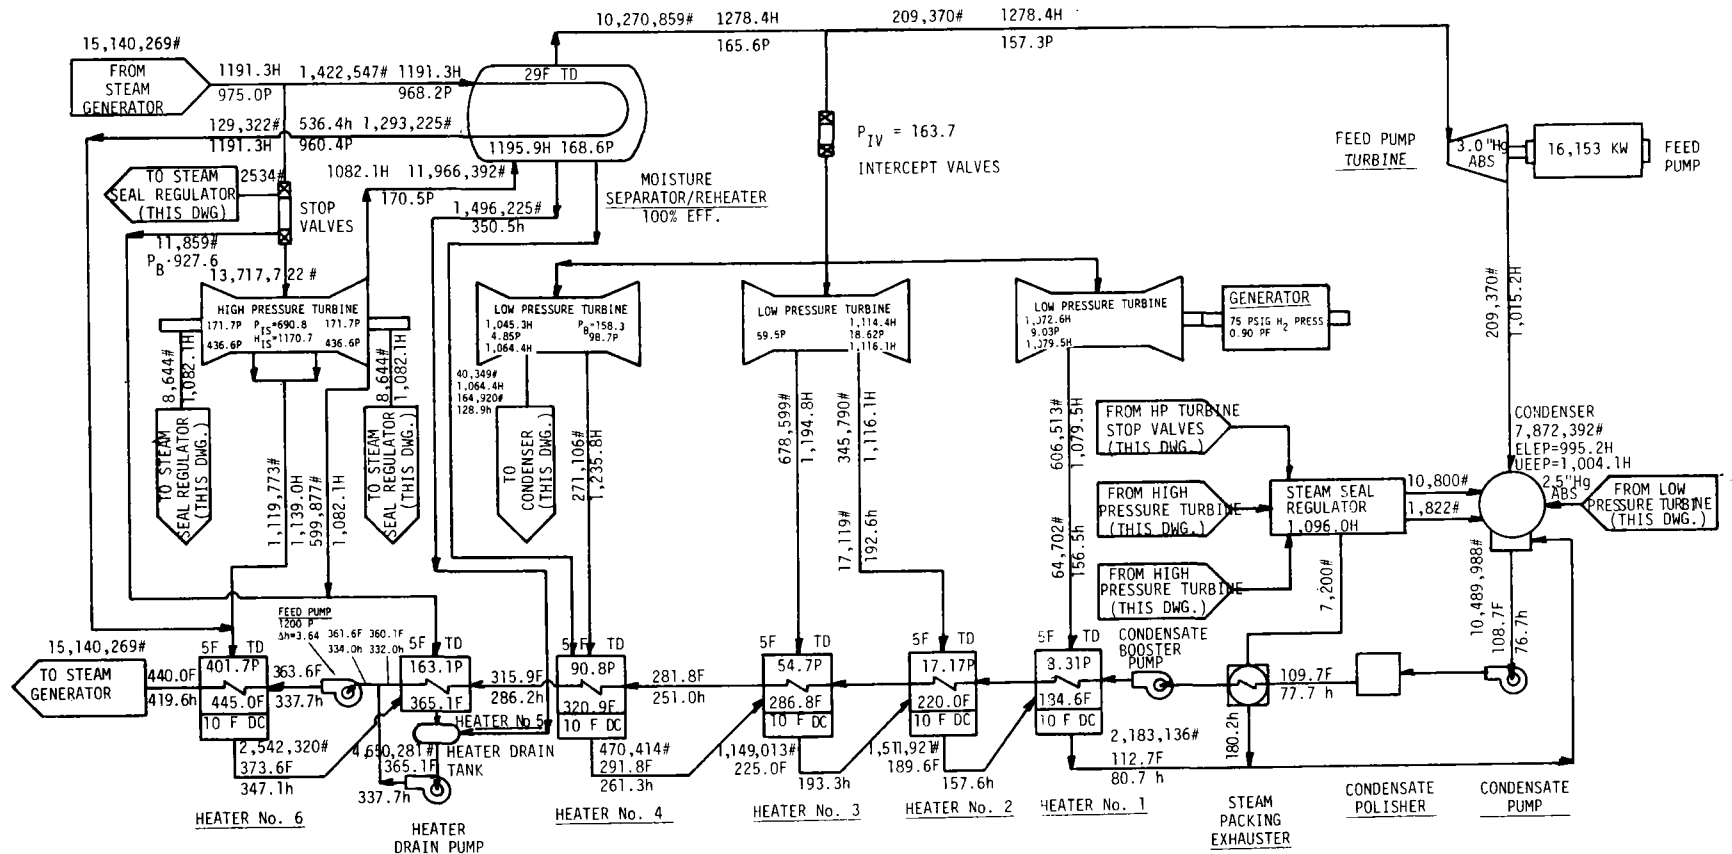 15,140,269#
FROM
STEAM
GENERATOR
1191.3H
975.0P
1,422,547# 1191.3H
968.2P
129,322#
1191.3H
536.4h 1,293,225#
960.4P
29F TD
1195.9H 168.6P
10,270,859# 1278.4H
165.6P
209,370# 1278.4H
157.3P
P_IV = 163.7
INTERCEPT VALVES
FEED PUMP
TURBINE
3.0"Hg
ABS
16,153 KW
FEED
PUMP
TO STEAM
SEAL REGULATOR
(THIS DWG)
2534#
STOP
VALVES
1082.1H 11,966,392#
170.5P
MOISTURE
SEPARATOR/REHEATER
100% EFF.
1,496,225#
350.5h
11,859#
P_B·927.6
13,717,722 #
HIGH PRESSURE TURBINE
171.7P P_IS=690.8 171.7P
436.6P H_IS=1170.7 436.6P
8,644#
1,082.1H
8,644#
1,082.1H
TO STEAM
SEAL REGULATOR
(THIS DWG.)
TO STEAM
SEAL REGULATOR
(THIS DWG.)
1,119,773#
1,139.0H
599,877#
1,082.1H
LOW PRESSURE TURBINE
1,045.3H P_B=158.3
4.85P 98.7P
1,064.4H
40,349#
1,064.4H
164,920#
128.9h
TO
CONDENSER
(THIS DWG.)
271,106#
1,235.8H
LOW PRESSURE TURBINE
59.5P
1,114.4H
18.62P
1,116.1H
678,599#
1,194.8H
345,790#
1,116.1H
17,119#
192.6h
LOW PRESSURE TURBINE
1,072.6H
9.03P
1,079.5H
606,513#
1,079.5H
64,702#
156.5h
GENERATOR
75 PSIG H2 PRESS
0.90 PF
209,370#
1,015.2H
FROM HP TURBINE
STOP VALVES
(THIS DWG.)
FROM HIGH
PRESSURE TURBINE
(THIS DWG.)
FROM HIGH
PRESSURE TURBINE
(THIS DWG.)
STEAM SEAL
REGULATOR
1,096.0H
10,800#
1,822#
7,200#
CONDENSER
7,872,392#
ELEP=995.2H
UEEP=1,004.1H
2.5"Hg
ABS
FROM LOW
PRESSURE TURBINE
(THIS DWG.)
10,489,988#
108.7F
76.7h
15,140,269#
TO STEAM
GENERATOR
440.0F
419.6h
5F TD
401.7P
445.0F
10 F DC
363.6F
337.7h
FEED PUMP
1200 P
Δh=3.64
361.6F 360.1F
334.0h 332.0h
5F TD
163.1P
365.1F
315.9F
286.2h
5F TD
90.8P
320.9F
10 F DC
281.8F
251.0h
5F TD
54.7P
286.8F
10 F DC
5F TD
17.17P
220.0F
10 F DC
5F TD
8.31P
184.6F
10 F DC
CONDENSATE
BOOSTER
PUMP
109.7F
77.7 h
2,542,320#
373.6F
347.1h
HEATER No 5
HEATER DRAIN
TANK
4,650,281#
365.1F
337.7h
470,414#
291.8F
261.3h
1,149,013#
225.0F
193.3h
1,511,921#
189.6F
157.6h
2,183,136#
112.7F
80.7 h
180.2h
HEATER No. 6
HEATER
DRAIN PUMP
HEATER No. 4
HEATER No. 3
HEATER No. 2
HEATER No. 1
STEAM
PACKING
EXHAUSTER
CONDENSATE
POLISHER
CONDENSATE
PUMP